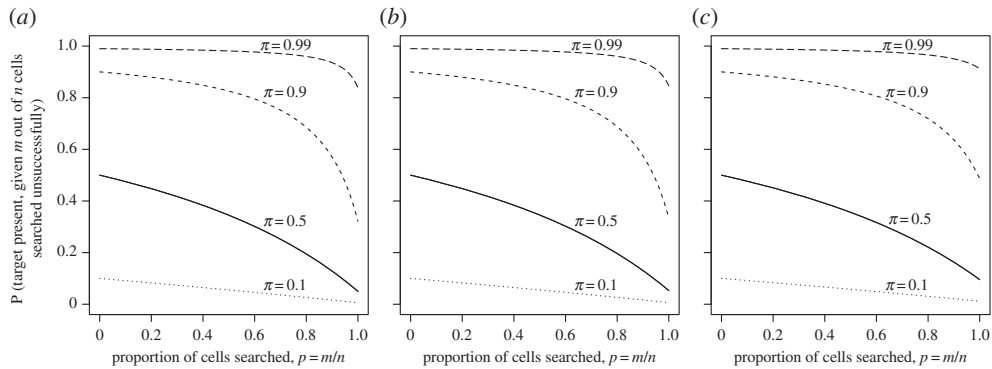 (a)
P (target present, given m out of n cells
searched unsuccessfully)
1.0
0.8
0.6
0.4
0.2
0
π=0.99
π=0.9
π=0.5
π=0.1
0 0.2 0.4 0.6 0.8 1.0
proportion of cells searched, p=m/n
(b)
π=0.99
π=0.9
π=0.5
π=0.1
0 0.2 0.4 0.6 0.8 1.0
proportion of cells searched, p=m/n
(c)
π=0.99
π=0.9
π=0.5
π=0.1
0 0.2 0.4 0.6 0.8 1.0
proportion of cells searched, p=m/n